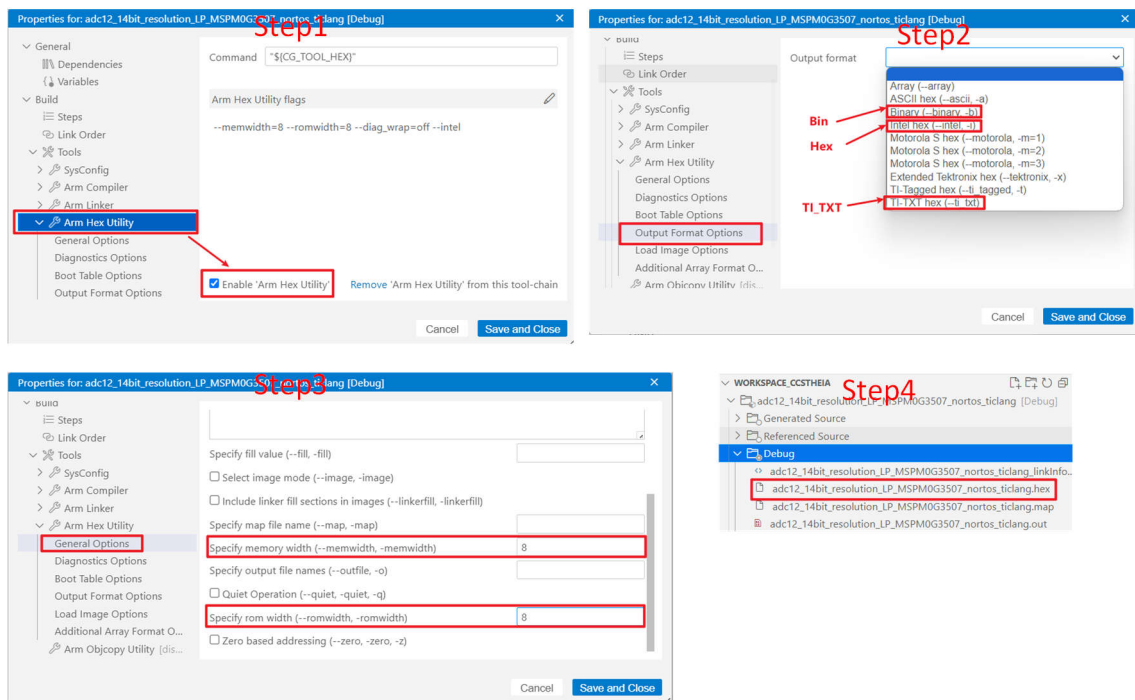 Properties for: adc12_14bit_resolution_LP_MSPM0G3507_nortos_ticlang [Debug]
Step1
General
Dependencies
Variables
Build
Steps
Link Order
Tools
SysConfig
Arm Compiler
Arm Linker
Arm Hex Utility
General Options
Diagnostics Options
Boot Table Options
Output Format Options
Command
"${CG_TOOL_HEX}"
Arm Hex Utility flags
--memwidth=8 --romwidth=8 --diag_wrap=off --intel
Enable 'Arm Hex Utility'
Remove 'Arm Hex Utility' from this tool-chain
Cancel
Save and Close
Properties for: adc12_14bit_resolution_LP_MSPM0G3507_nortos_ticlang [Debug]
Step2
Build
Steps
Link Order
Tools
SysConfig
Arm Compiler
Arm Linker
Arm Hex Utility
General Options
Diagnostics Options
Boot Table Options
Output Format Options
Load Image Options
Additional Array Format O...
Arm Objcopy Utility [dis...
Output format
Array (--array)
ASCII hex (--ascii, -a)
Binary (--binary, -b)
Intel hex (--intel, -i)
Motorola S hex (--motorola, -m=1)
Motorola S hex (--motorola, -m=2)
Motorola S hex (--motorola, -m=3)
Extended Tektronix hex (--tektronix, -x)
TI-Tagged hex (--ti_tagged, -t)
TI-TXT hex (--ti_txt)
Bin
Hex
TI_TXT
Cancel
Save and Close
Properties for: adc12_14bit_resolution_LP_MSPM0G3507_nortos_ticlang [Debug]
Step3
Build
Steps
Link Order
Tools
SysConfig
Arm Compiler
Arm Linker
Arm Hex Utility
General Options
Diagnostics Options
Boot Table Options
Output Format Options
Load Image Options
Additional Array Format O...
Arm Objcopy Utility [dis...
Specify fill value (--fill, -fill)
Select image mode (--image, -image)
Include linker fill sections in images (--linkerfill, -linkerfill)
Specify map file name (--map, -map)
Specify memory width (--memwidth, -memwidth) 8
Specify output file names (--outfile, -o)
Quiet Operation (--quiet, -quiet, -q)
Specify rom width (--romwidth, -romwidth) 8
Zero based addressing (--zero, -zero, -z)
Cancel
Save and Close
WORKSPACE_CCSTHEIA
Step4
adc12_14bit_resolution_LP_MSPM0G3507_nortos_ticlang [Debug]
Generated Source
Referenced Source
Debug
adc12_14bit_resolution_LP_MSPM0G3507_nortos_ticlang_linkInfo..
adc12_14bit_resolution_LP_MSPM0G3507_nortos_ticlang.hex
adc12_14bit_resolution_LP_MSPM0G3507_nortos_ticlang.map
adc12_14bit_resolution_LP_MSPM0G3507_nortos_ticlang.out